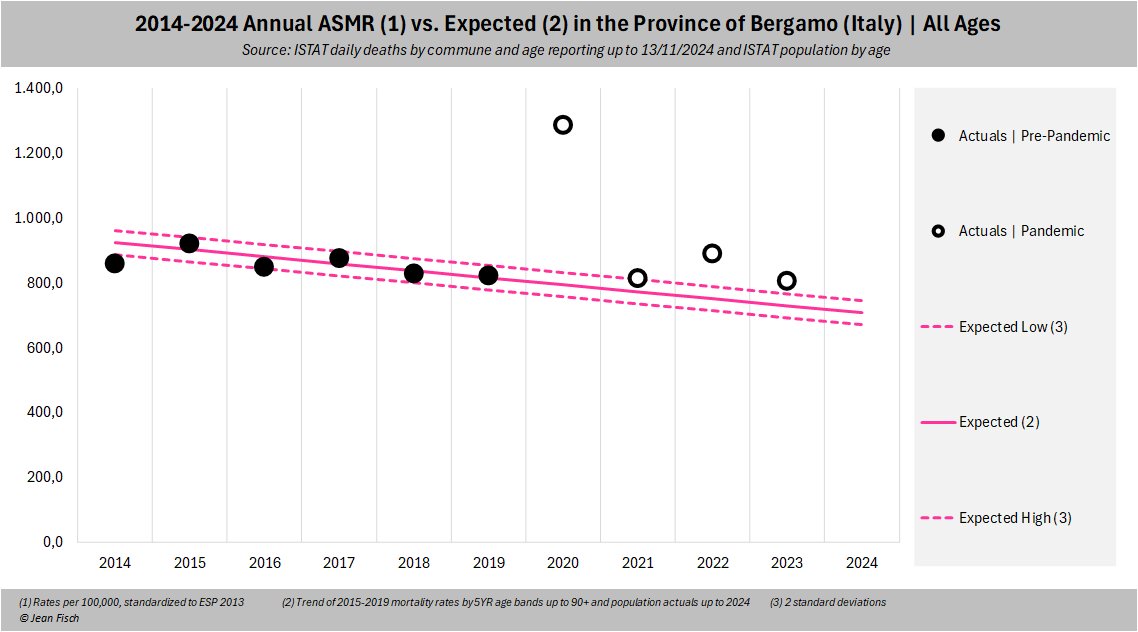 2014-2024 Annual ASMR (1) vs. Expected (2) in the Province of Bergamo (Italy) | All Ages
Source: ISTAT daily deaths by commune and age reporting up to 13/11/2024 and ISTAT population by age
1.400,0
1.200,0
1.000,0
800,0
600,0
400,0
200,0
0,0
2014 2015 2016 2017 2018 2019 2020 2021 2022 2023 2024
Actuals | Pre-Pandemic
Actuals | Pandemic
Expected Low (3)
Expected (2)
Expected High (3)
(1) Rates per 100,000, standardized to ESP 2013 (2) Trend of 2015-2019 mortality rates by 5YR age bands up to 90+ and population actuals up to 2024 (3) 2 standard deviations
© Jean Fisch